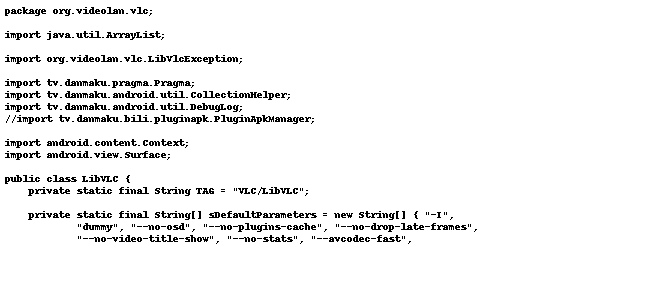 package org.videolan.vlc;
import java.util.ArrayList;
import org.videolan.vlc.LibVlcException;
import tv.danmaku.pragma.Pragma;
import tv.danmaku.android.util.CollectionHelper;
import tv.danmaku.android.util.DebugLog;
//import tv.danmaku.bili.pluginapk.PluginApkManager;
import android.content.Context;
import android.view.Surface;
public class LibVLC {
    private static final String TAG = "VLC/LibVLC";
    private static final String[] sDefaultParameters = new String[] { "-I",
            "dummy", "--no-osd", "--no-plugins-cache", "--no-drop-late-frames",
            "--no-video-title-show", "--no-stats", "--avcodec-fast",